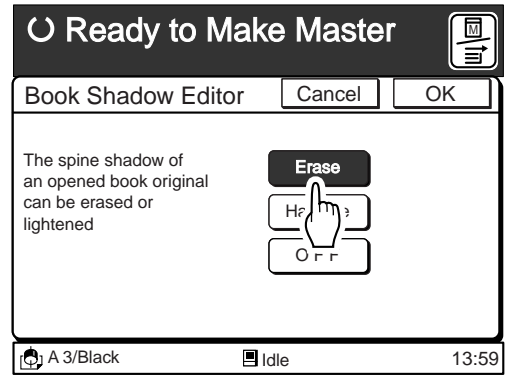 Ready to Make Master
M
Book Shadow Editor Cancel OK
The spine shadow of
an opened book original
can be erased or
lightened
Erase
OFF
A 3/Black Idle 13:59